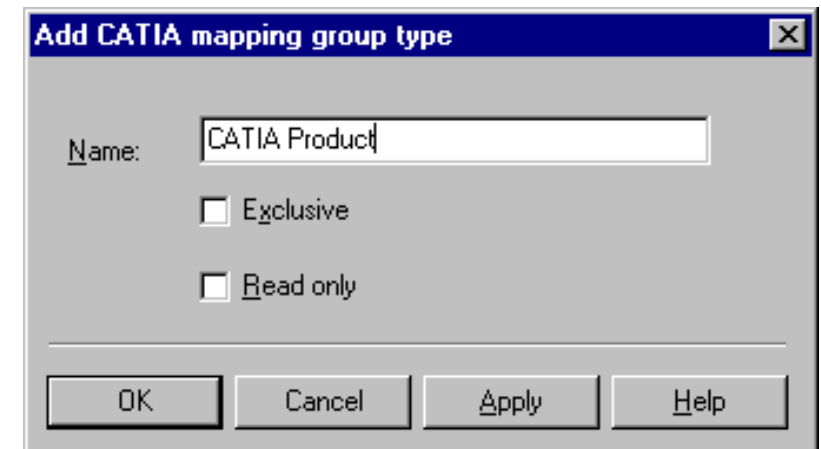 Add CATIA mapping group type
Name: CATIA Product
Exclusive
Read only
OK Cancel Apply Help